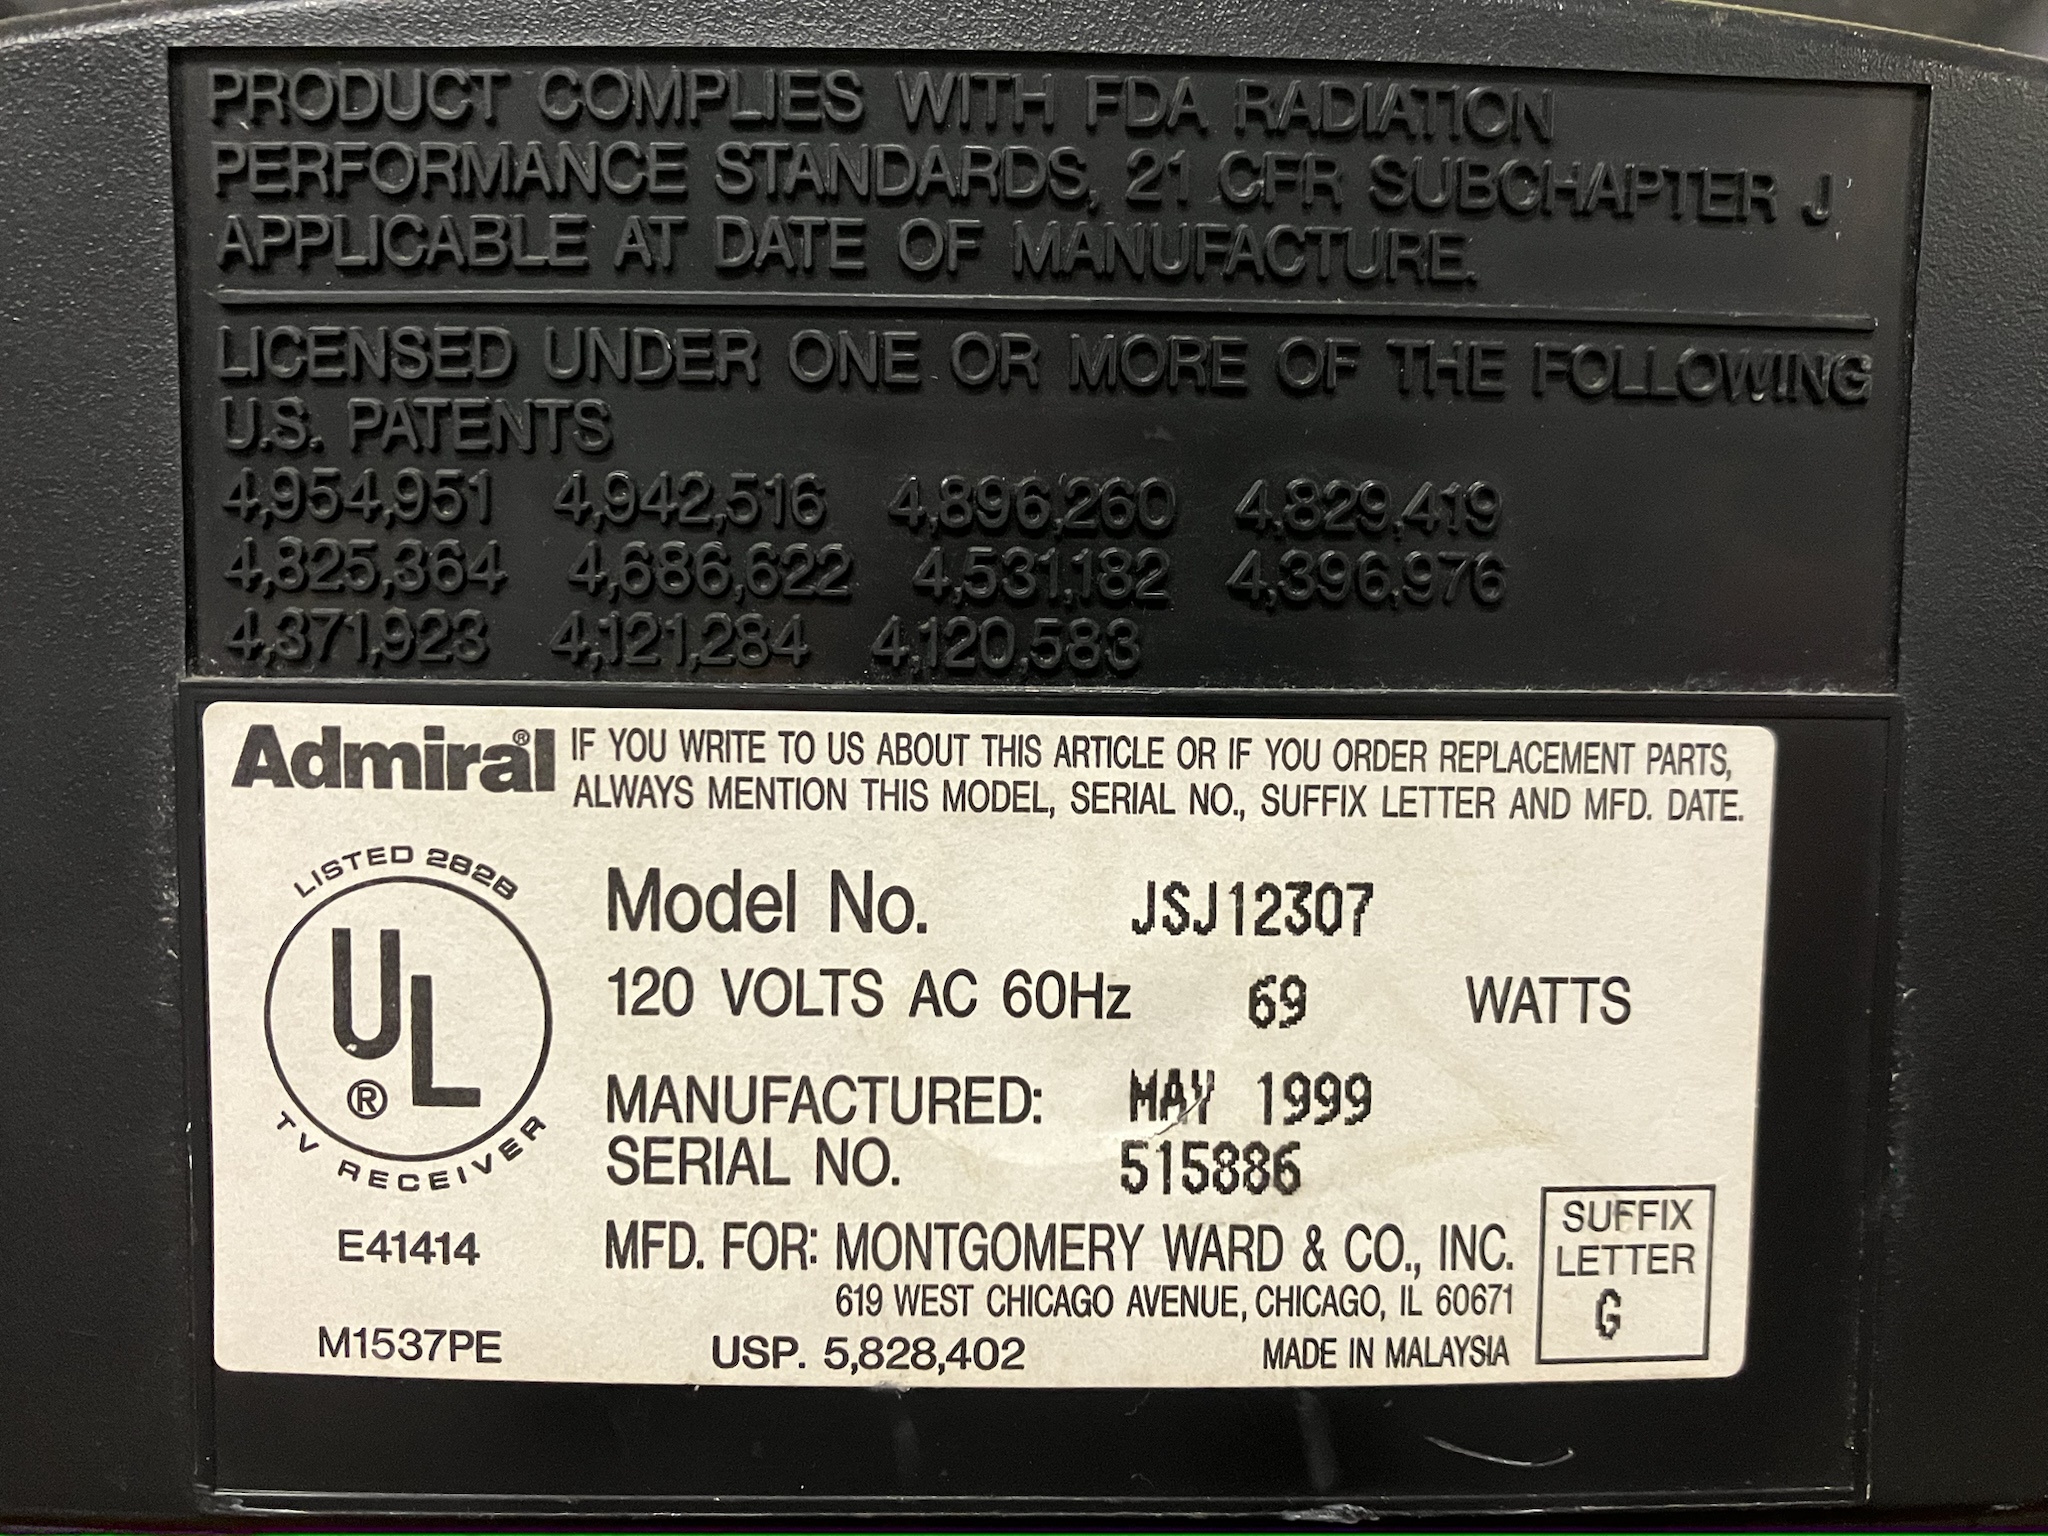 PRODUCT COMPLIES WITH FDA RADIATION
PERFORMANCE STANDARDS, 21 CFR SUBCHAPTER J
APPLICABLE AT DATE OF MANUFACTURE.
LICENSED UNDER ONE OR MORE OF THE FOLLOWING
U.S. PATENTS
4,954,951 4,942,516 4,896,260 4,829,419
4,825,364 4,686,622 4,531,182 4,396,976
4,371,923 4,121,284 4,120,583
Admiral® IF YOU WRITE TO US ABOUT THIS ARTICLE OR IF YOU ORDER REPLACEMENT PARTS,
ALWAYS MENTION THIS MODEL, SERIAL NO., SUFFIX LETTER AND MFD. DATE.
LISTED 282B
UL®
TV RECEIVER
E41414
M1537PE
Model No. JSJ12307
120 VOLTS AC 60Hz 69 WATTS
MANUFACTURED: MAY 1999
SERIAL NO. 515886
MFD. FOR: MONTGOMERY WARD & CO., INC.
619 WEST CHICAGO AVENUE, CHICAGO, IL 60671
USP. 5,828,402 MADE IN MALAYSIA
SUFFIX
LETTER
G